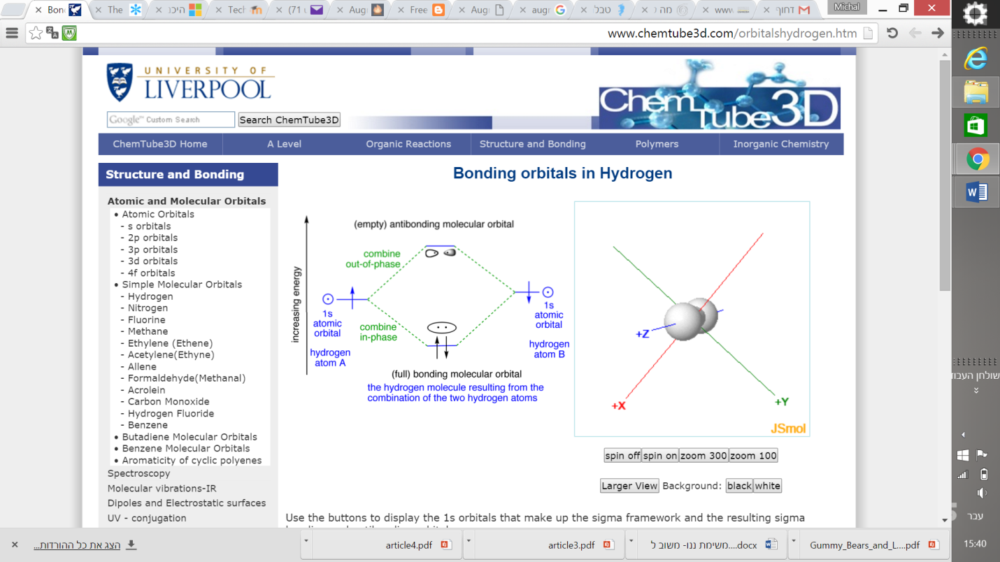 Bon
The
היכנ
Tech
(71 נ
Aug
Free
Aug
augr
טבל
מה ו
www
דחוף
Michal
www.chemtube3d.com/orbitalshydrogen.htm
UNIVERSITY OF
LIVERPOOL
ChemTube3D
Google™ Custom Search
Search ChemTube3D
ChemTube3D Home
A Level
Organic Reactions
Structure and Bonding
Polymers
Inorganic Chemistry
Structure and Bonding
Atomic and Molecular Orbitals
• Atomic Orbitals
- s orbitals
- 2p orbitals
- 3p orbitals
- 3d orbitals
- 4f orbitals
• Simple Molecular Orbitals
- Hydrogen
- Nitrogen
- Fluorine
- Methane
- Ethylene (Ethene)
- Acetylene(Ethyne)
- Allene
- Formaldehyde(Methanal)
- Acrolein
- Carbon Monoxide
- Hydrogen Fluoride
- Benzene
• Butadiene Molecular Orbitals
• Benzene Molecular Orbitals
• Aromaticity of cyclic polyenes
Spectroscopy
Molecular vibrations-IR
Dipoles and Electrostatic surfaces
UV - conjugation
Bonding orbitals in Hydrogen
increasing energy
(empty) antibonding molecular orbital
combine
out-of-phase
1s
atomic
orbital
hydrogen
atom A
combine
in-phase
1s
atomic
orbital
hydrogen
atom B
(full) bonding molecular orbital
the hydrogen molecule resulting from the
combination of the two hydrogen atoms
+Z
+X
+Y
JSmol
spin off
spin on
zoom 300
zoom 100
Larger View
Background:
black
white
Use the buttons to display the 1s orbitals that make up the sigma framework and the resulting sigma
שולחן העבוד
עבר
15:40
הצג את כל ההורדות...
article4.pdf
article3.pdf
משימת ננו- משוב ל....docx
Gummy_Bears_and_L....pdf